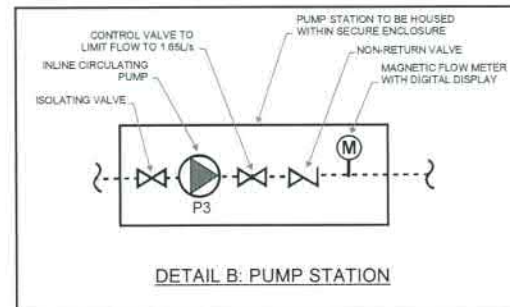 CONTROL VALVE TO
LIMIT FLOW TO 1.65L/s
INLINE CIRCULATING
PUMP
ISOLATING VALVE
PUMP STATION TO BE HOUSED
WITHIN SECURE ENCLOSURE
NON-RETURN VALVE
MAGNETIC FLOW METER
WITH DIGITAL DISPLAY
M
P3
DETAIL B: PUMP STATION